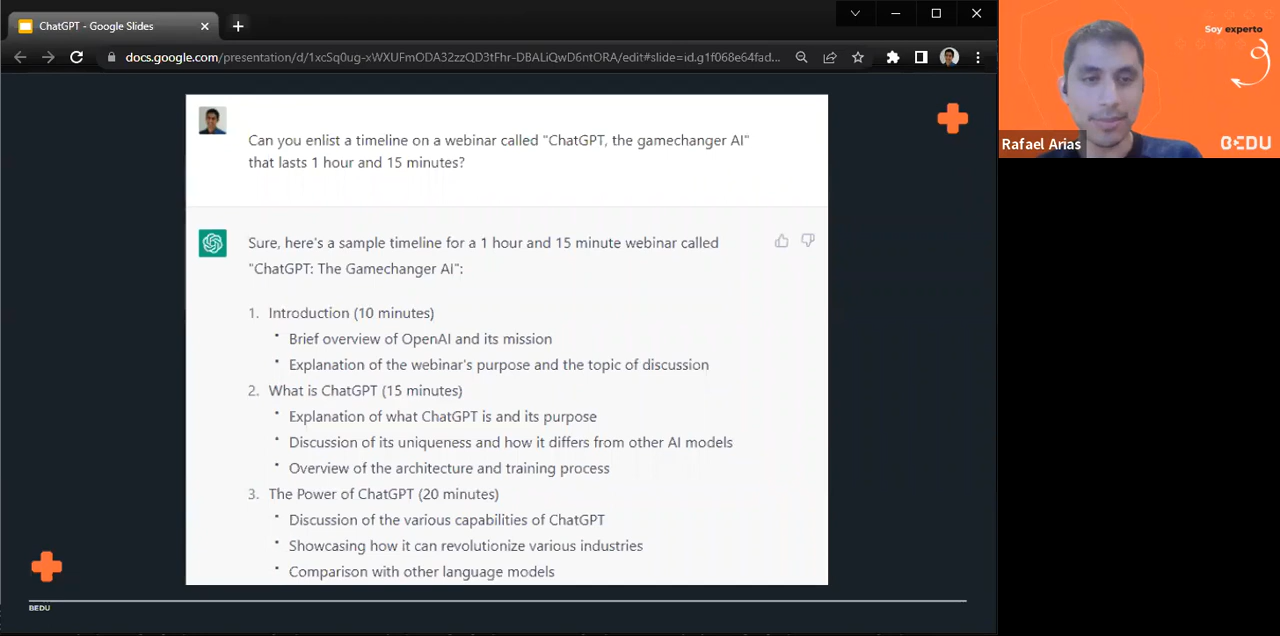 ChatGPT - Google Slides
docs.google.com/presentation/d/1xcSq0ug-xWXUFmODA32zzQD3tFhr-DBALiQwD6ntORA/edit#slide=id.g1f068e64fad...
Soy experto
Rafael Arias
BEDU
Can you enlist a timeline on a webinar called "ChatGPT, the gamechanger AI"
that lasts 1 hour and 15 minutes?
Sure, here's a sample timeline for a 1 hour and 15 minute webinar called
"ChatGPT: The Gamechanger AI":
1. Introduction (10 minutes)
• Brief overview of OpenAI and its mission
• Explanation of the webinar's purpose and the topic of discussion
2. What is ChatGPT (15 minutes)
• Explanation of what ChatGPT is and its purpose
• Discussion of its uniqueness and how it differs from other AI models
• Overview of the architecture and training process
3. The Power of ChatGPT (20 minutes)
• Discussion of the various capabilities of ChatGPT
• Showcasing how it can revolutionize various industries
• Comparison with other language models
BEDU